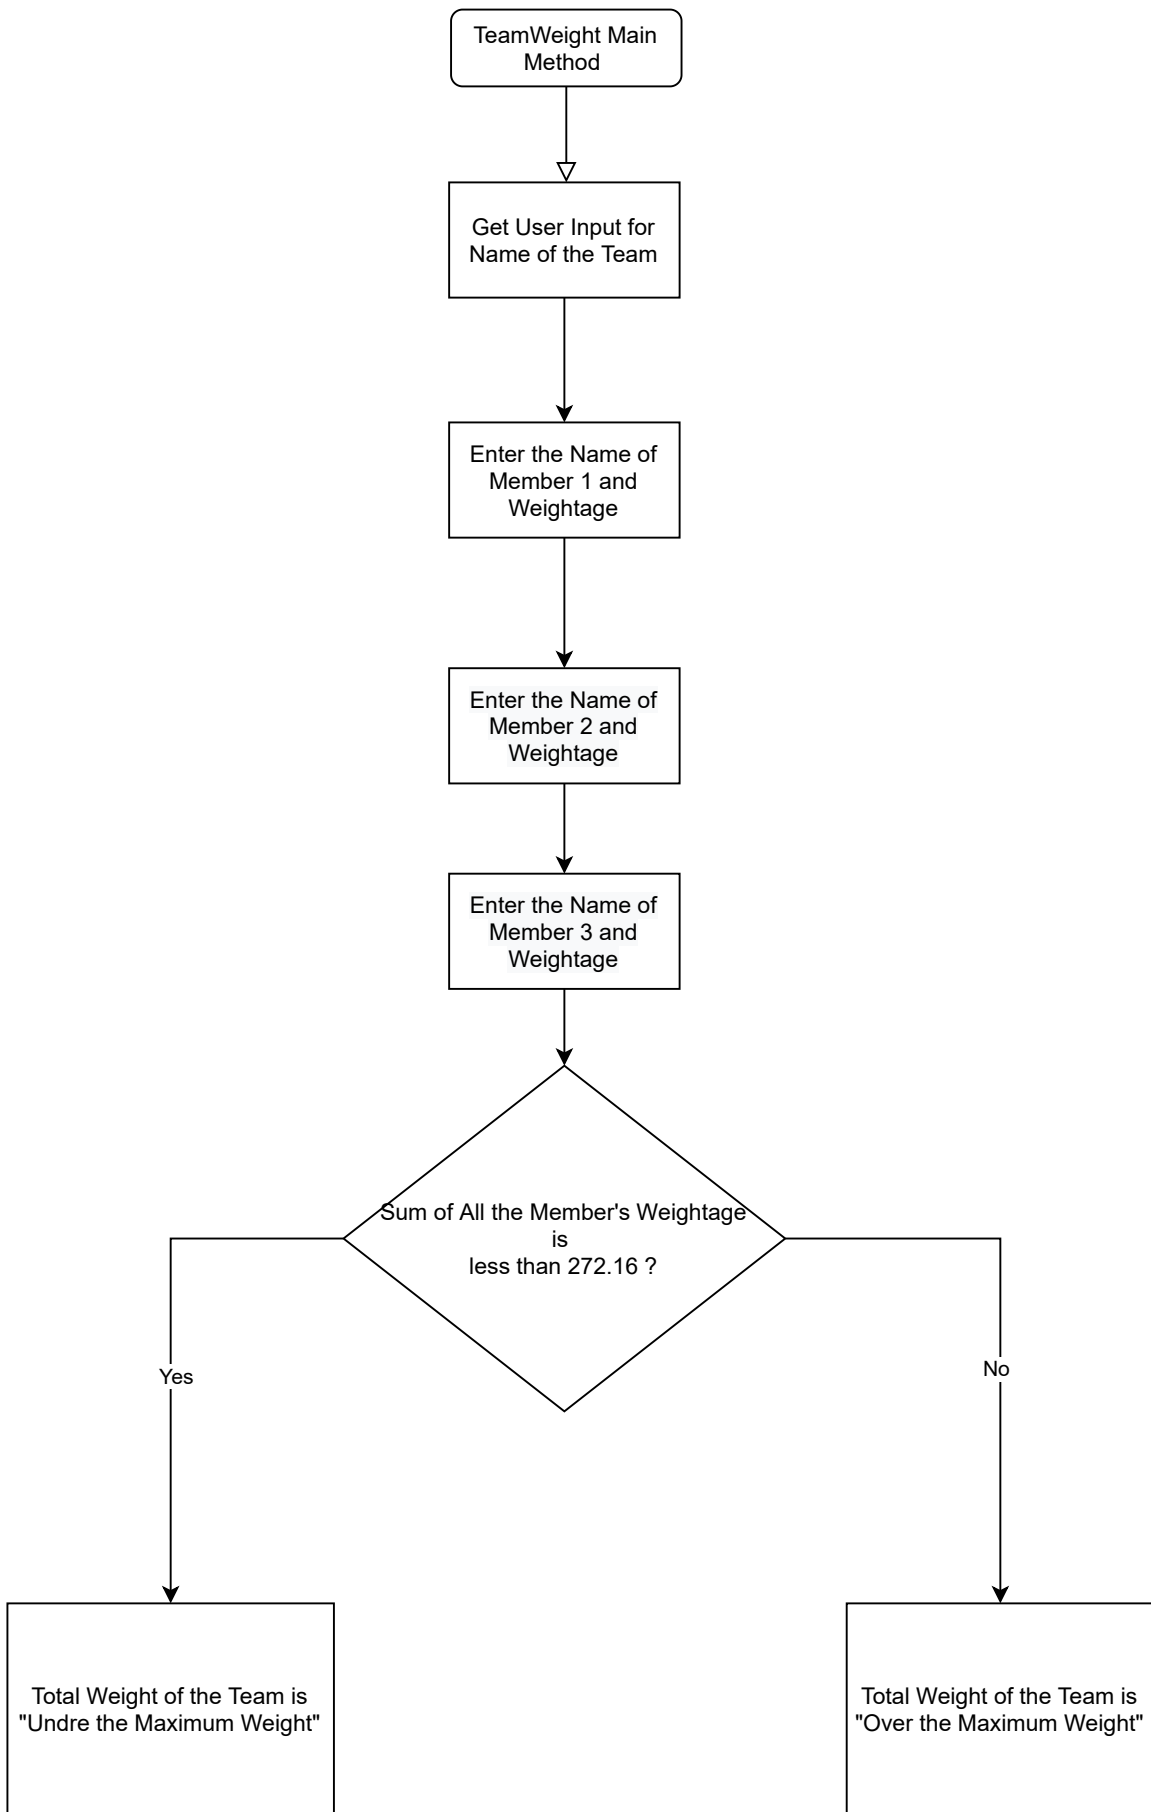 TeamWeight Main
Method
Get User Input for
Name of the Team
Enter the Name of
Member 1 and
Weightage
Enter the Name of
Member 2 and
Weightage
Enter the Name of
Member 3 and
Weightage
Sum of All the Member's Weightage
is
less than 272.16 ?
Yes
No
Total Weight of the Team is
"Undre the Maximum Weight"
Total Weight of the Team is
"Over the Maximum Weight"